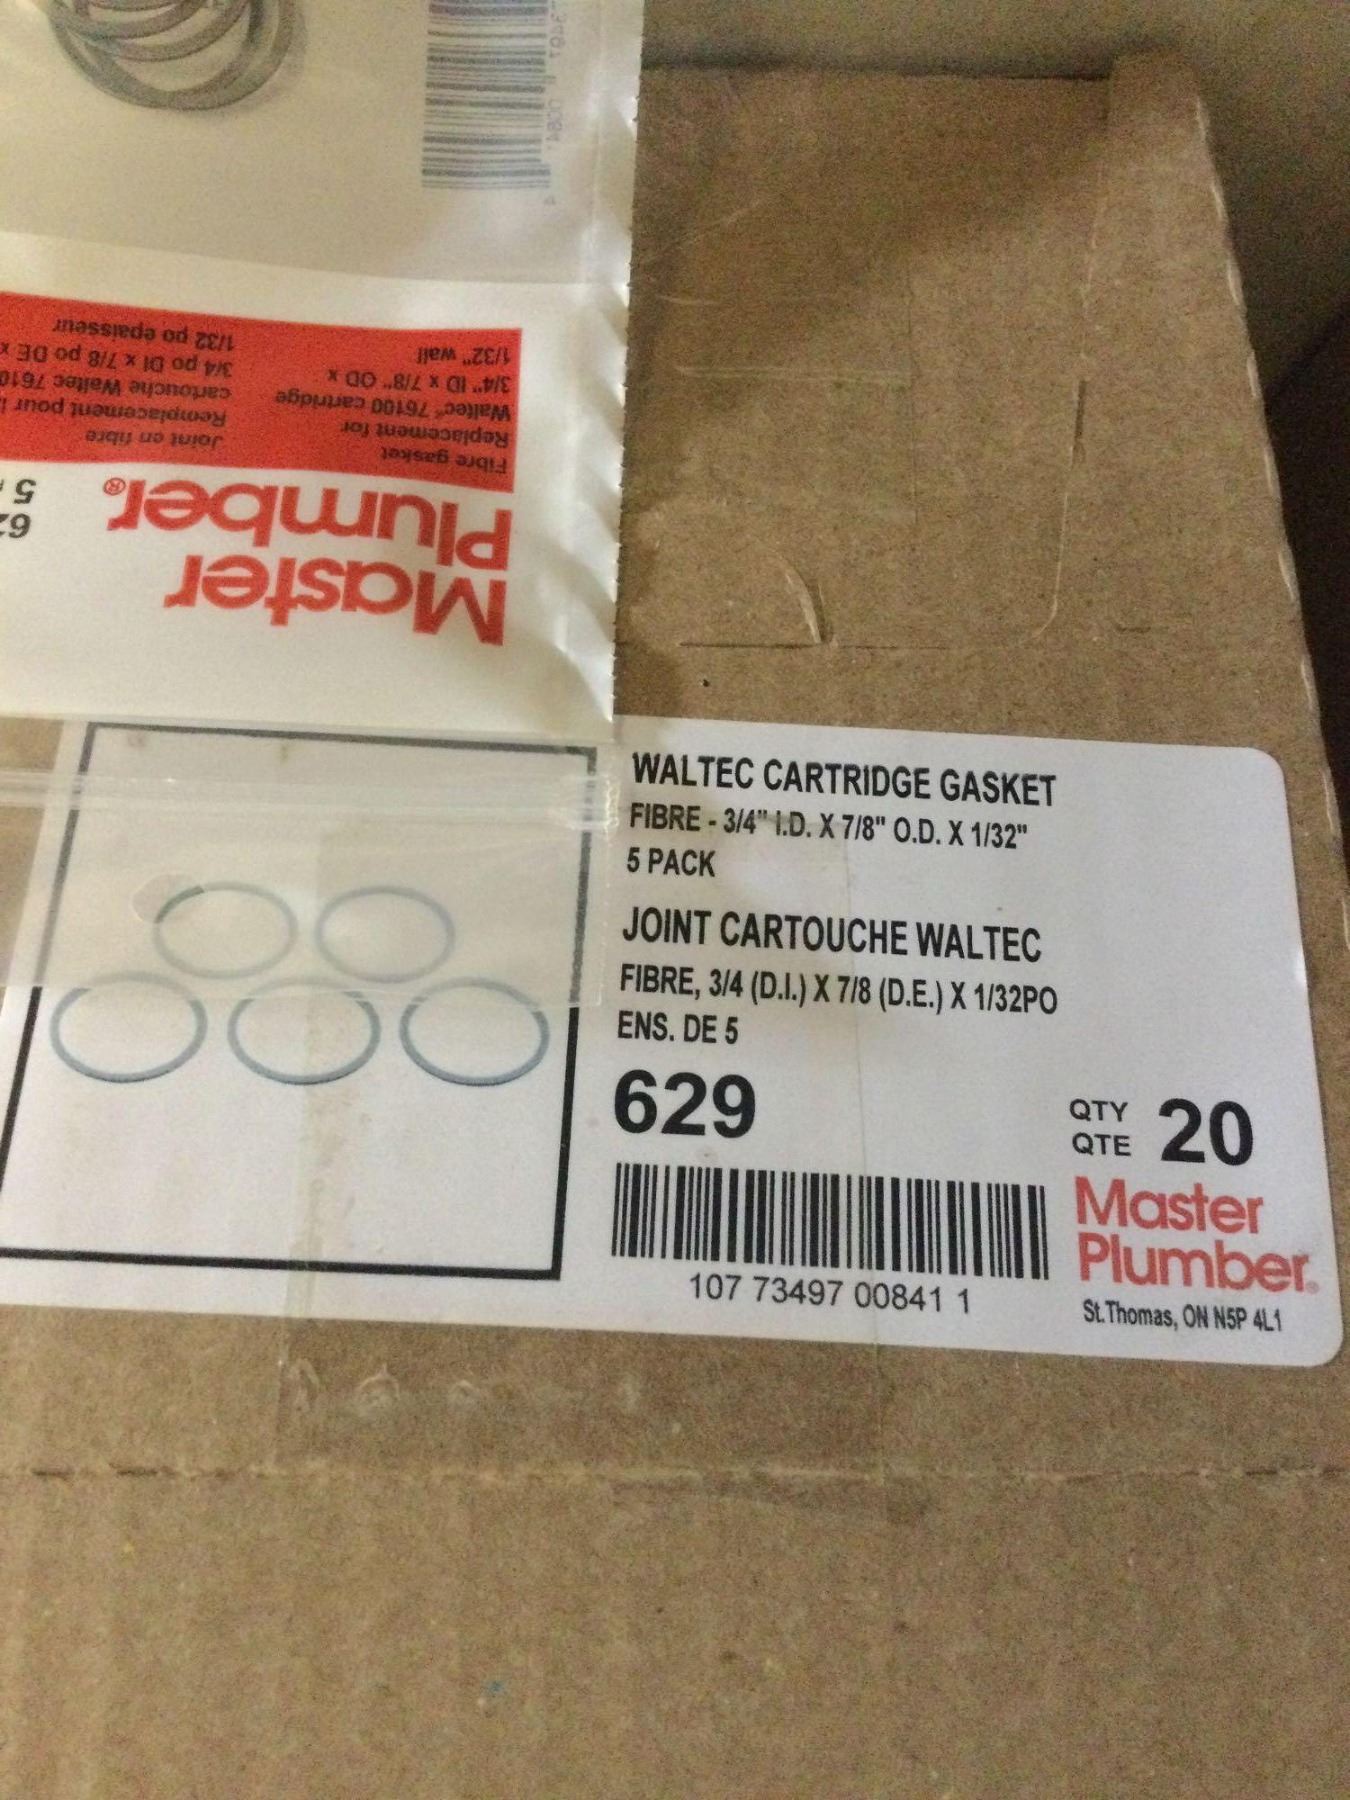 Master
Plumber®
5
Fibre gasket
Replacement for
Waltec® 76100 cartridge
3/4" ID x 7/8" OD x
1/32" wall
Joint en fibre
Remplacement pour
cartouche Waltec
3/4 po DI x 7/8 po DE x
1/32 po épaisseur
WALTEC CARTRIDGE GASKET
FIBRE - 3/4" I.D. X 7/8" O.D. X 1/32"
5 PACK
JOINT CARTOUCHE WALTEC
FIBRE, 3/4 (D.I.) X 7/8 (D.E.) X 1/32PO
ENS. DE 5
629
QTY
QTE 20
107 73497 00841 1
Master
Plumber®
St.Thomas, ON N5P 4L1